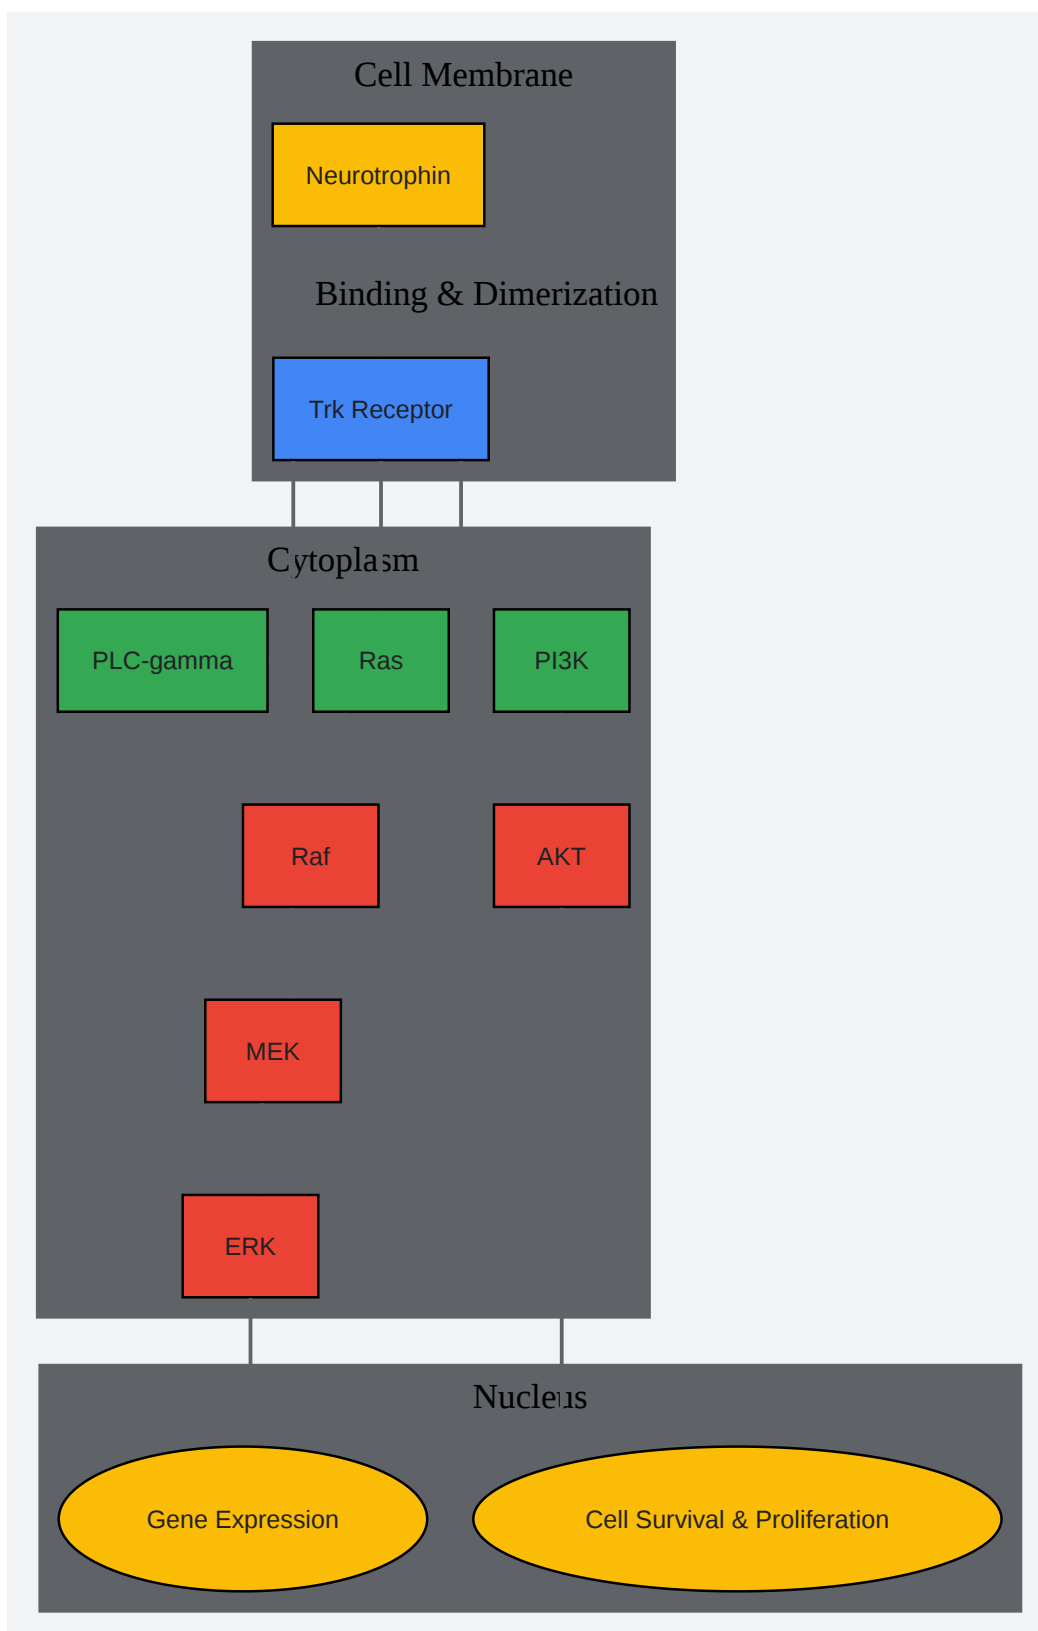 Cell Membrane
Neurotrophin
Binding & Dimerization
Trk Receptor
Cytoplasm
PLC-gamma
Ras
PI3K
Raf
AKT
MEK
ERK
Nucleus
Gene Expression
Cell Survival & Proliferation